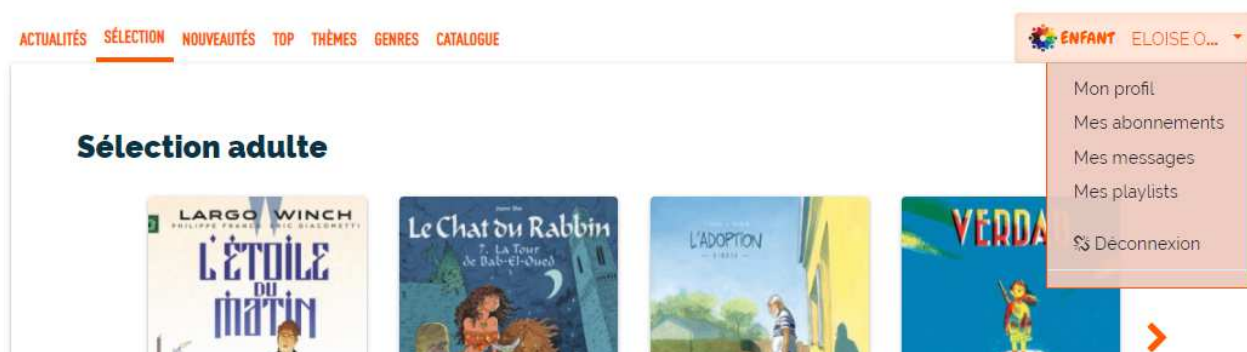 ACTUALITÉS SÉLECTION NOUVEAUTÉS TOP THÈMES GENRES CATALOGUE
ENFANT ELOISE O...
Mon profil
Mes abonnements
Mes messages
Mes playlists
Déconnexion
Sélection adulte
LARGO WINCH
PHILIPPE FRANCQ ERIC GIACOMETTI
L'ÉTOILE
DU
MATIN
Le Chat du Rabbin
7. La Tour
de Bab-El-Oued
L'ADOPTION
VERDA